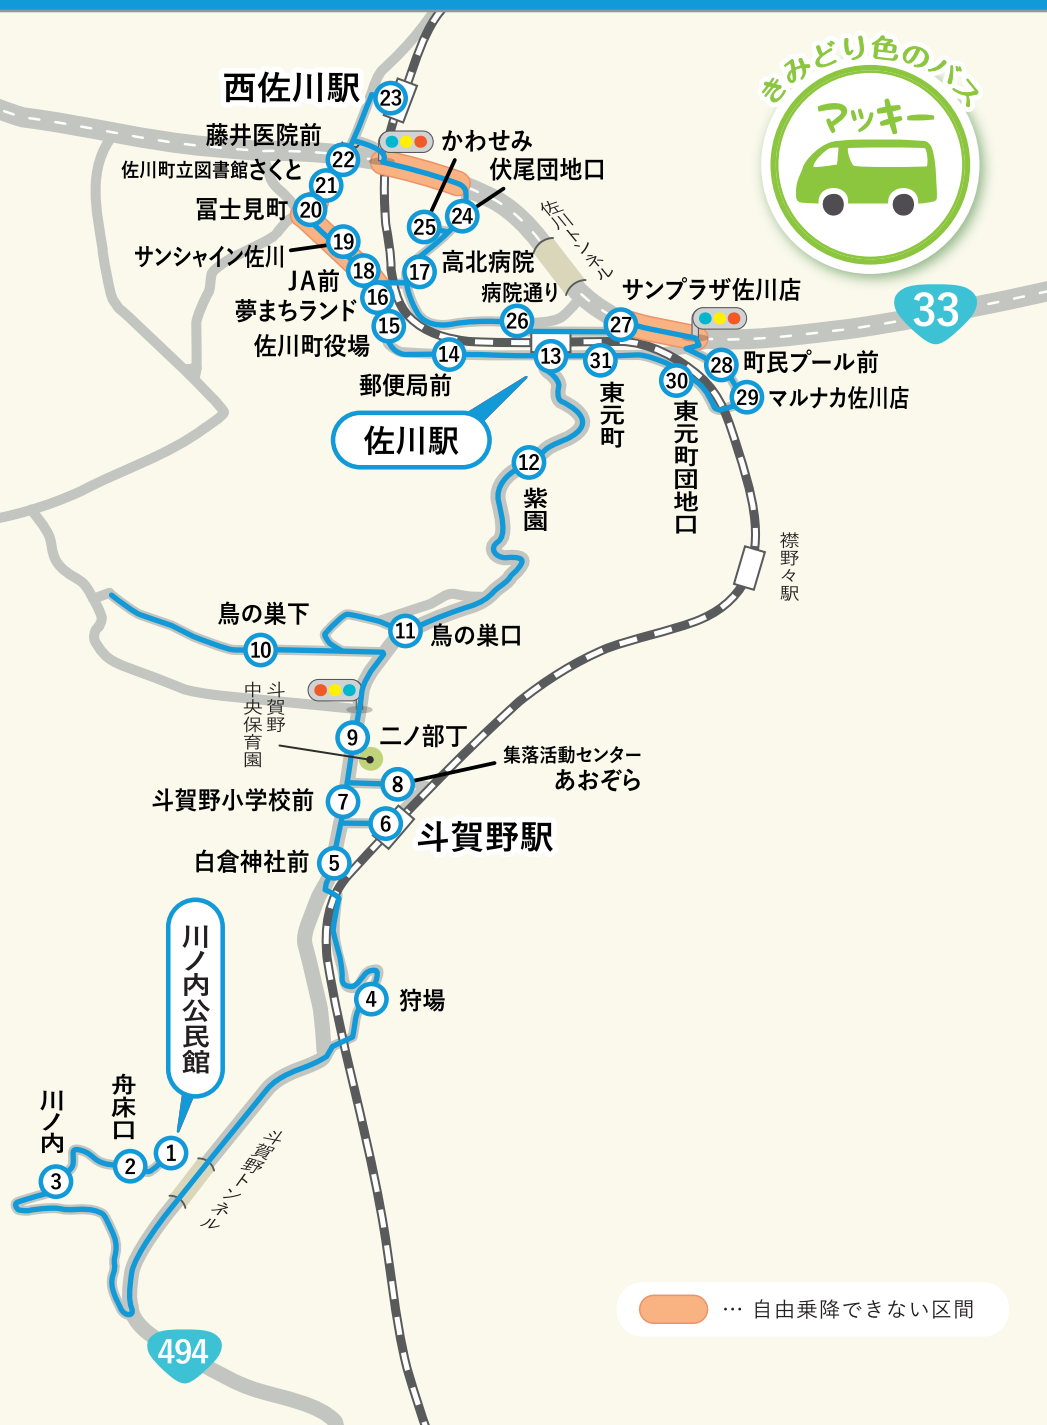 きみどり色のバス
マッキー
西佐川駅
23
藤井医院前
22
かわせみ
伏尾団地口
佐川町立図書館さくと
21
冨士見町
20
25
24
佐川トンネル
サンシャイン佐川
19
高北病院
17
JA前
18
病院通り
サンプラザ佐川店
33
夢まちランド
16
佐川町役場
15
26
27
14
13
31
28
町民プール前
郵便局前
30
29
マルナカ佐川店
東元町
東元町団地口
佐川駅
12
紫園
襟野々駅
鳥の巣下
10
11
鳥の巣口
斗賀野
中央保育園
9
二ノ部丁
集落活動センター
あおぞら
8
斗賀野小学校前
7
6
斗賀野駅
白倉神社前
5
川ノ内公民館
4
狩場
川ノ内
舟床口
1
2
3
斗賀野トンネル
494
… 自由乗降できない区間